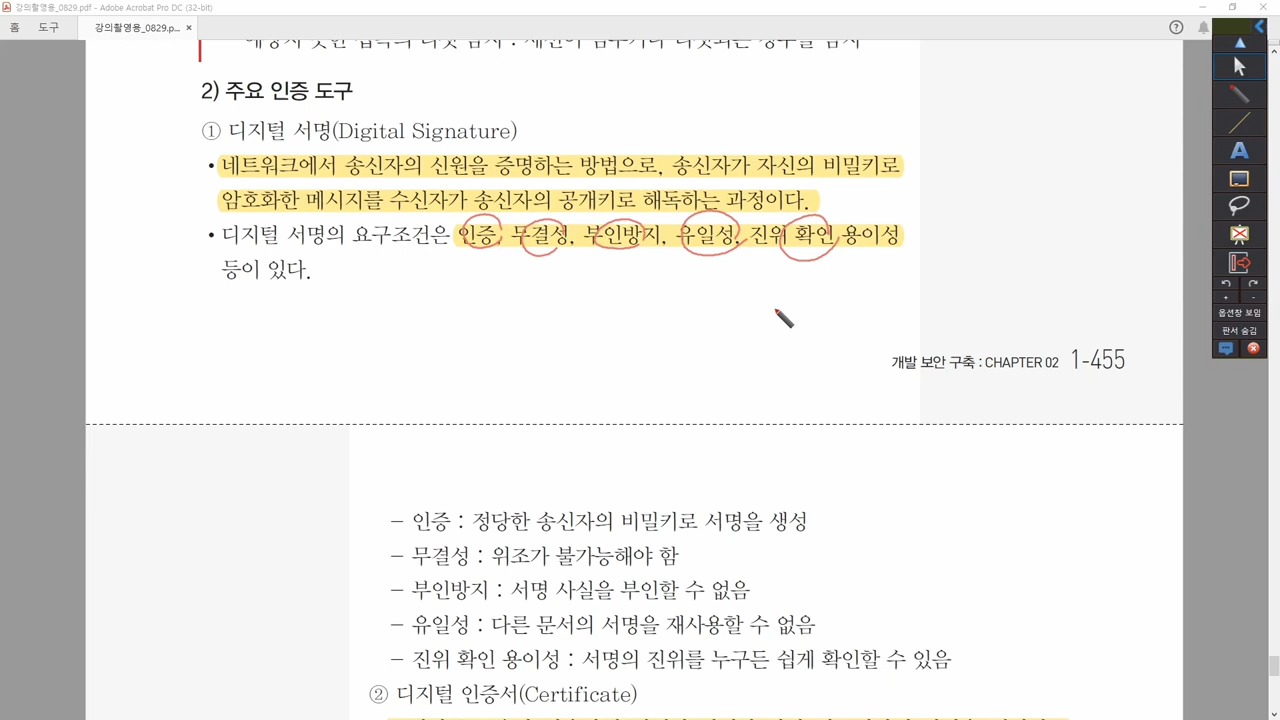 강의촬영용_0829.pdf - Adobe Acrobat Pro DC (32-bit)
홈 도구 강의촬영용_0829.p... ×
2) 주요 인증 도구
① 디지털 서명(Digital Signature)
• 네트워크에서 송신자의 신원을 증명하는 방법으로, 송신자가 자신의 비밀키로
암호화한 메시지를 수신자가 송신자의 공개키로 해독하는 과정이다.
• 디지털 서명의 요구조건은 인증, 무결성, 부인방지, 유일성, 진위 확인 용이성
등이 있다.
개발 보안 구축 : CHAPTER 02 1-455
– 인증 : 정당한 송신자의 비밀키로 서명을 생성
– 무결성 : 위조가 불가능해야 함
– 부인방지 : 서명 사실을 부인할 수 없음
– 유일성 : 다른 문서의 서명을 재사용할 수 없음
– 진위 확인 용이성 : 서명의 진위를 누구든 쉽게 확인할 수 있음
② 디지털 인증서(Certificate)
A
옵션창 보임
판서 숨김